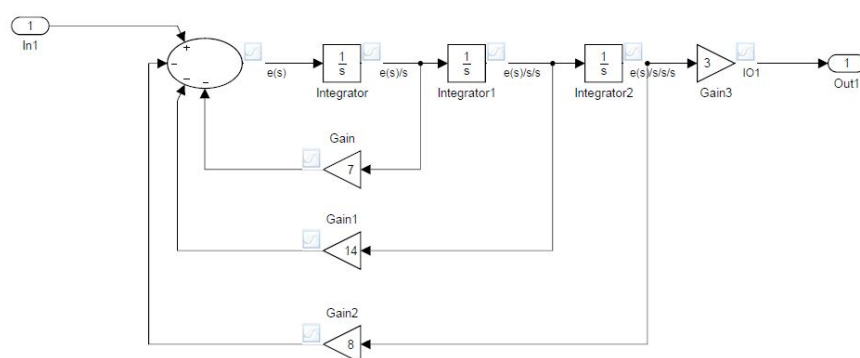 1
In1
+
−
−
−
e(s)
1
s
Integrator
e(s)/s
1
s
Integrator1
e(s)/s/s
1
s
Integrator2
e(s)/s/s/s
3
Gain3
IO1
1
Out1
Gain
7
Gain1
14
Gain2
8